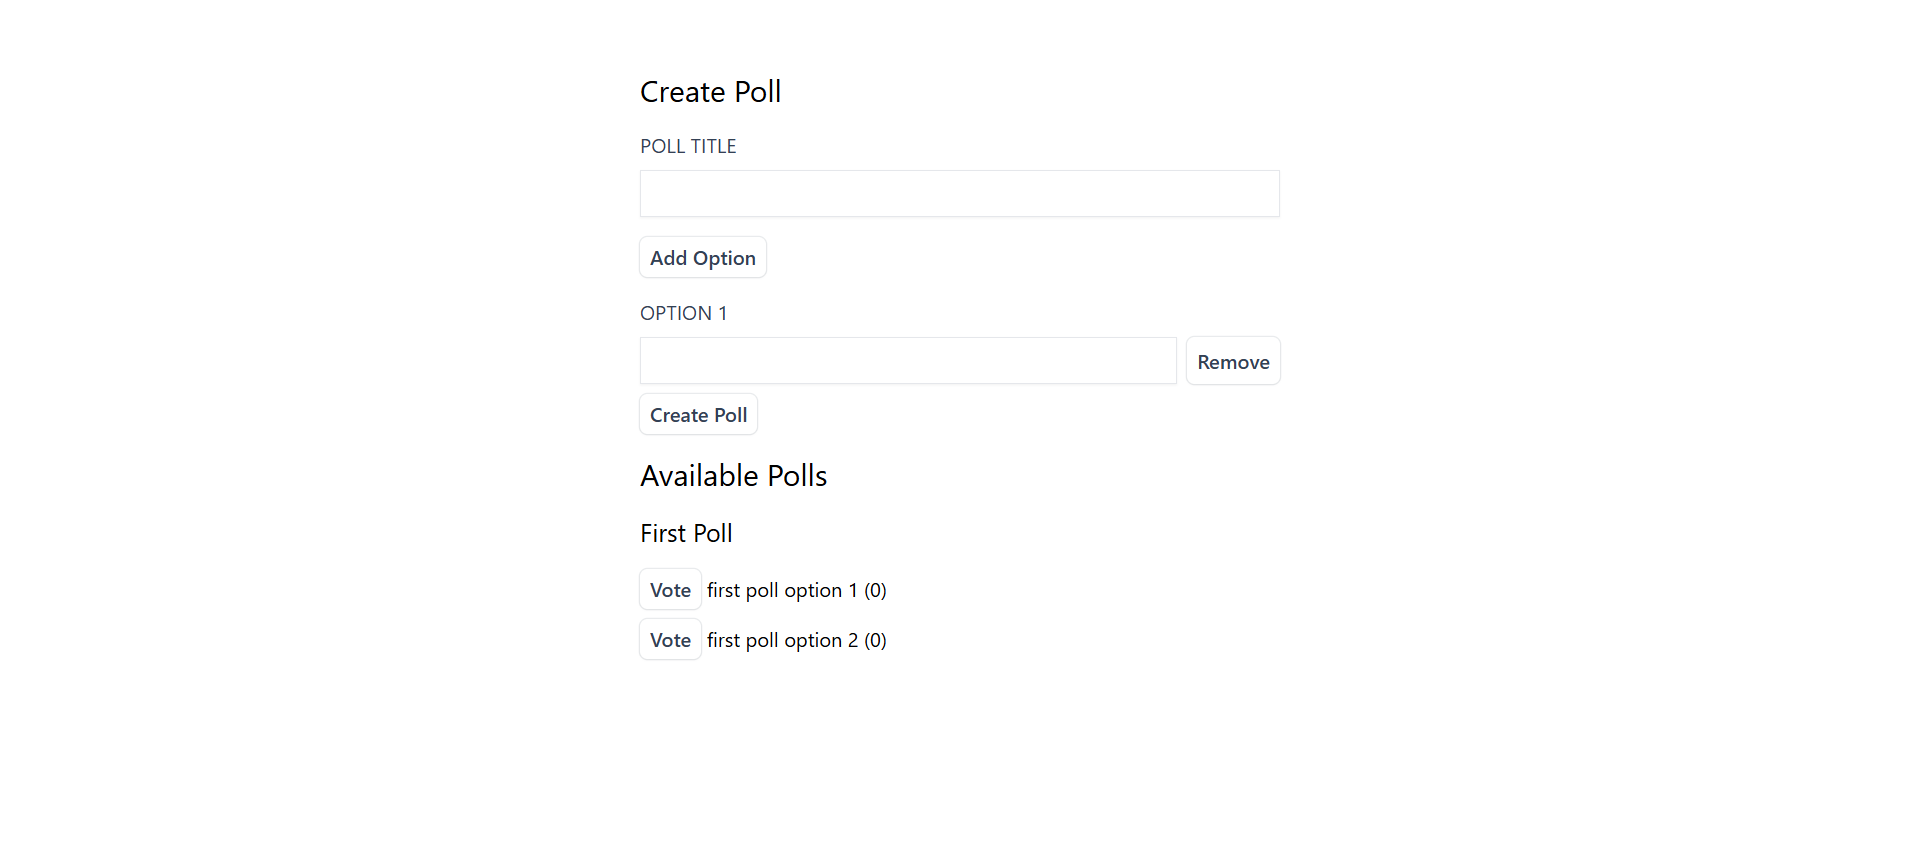 Create Poll
POLL TITLE
Add Option
OPTION 1
Remove
Create Poll
Available Polls
First Poll
Vote first poll option 1 (0)
Vote first poll option 2 (0)